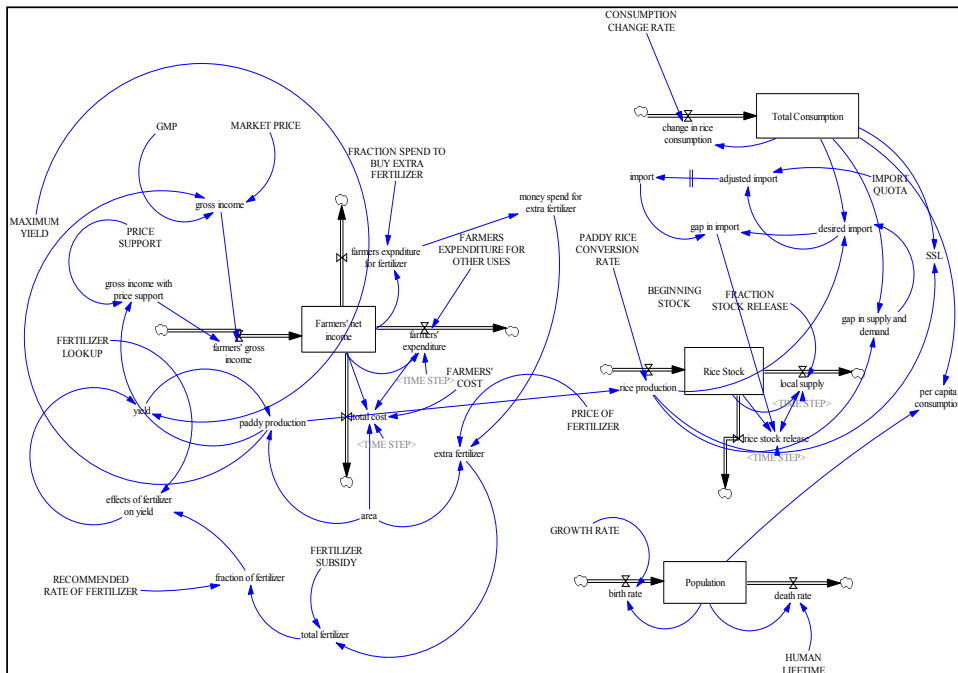 CONSUMPTION
CHANGE RATE
Total Consumption
change in rice
consumption
GMP
MARKET PRICE
FRACTION SPEND TO
BUY EXTRA
FERTILIZER
import
adjusted import
IMPORT
QUOTA
money spend for
extra fertilizer
gross income
MAXIMUM
YIELD
PRICE
SUPPORT
farmers expnditure
for fertilizer
FARMERS
EXPENDITURE FOR
OTHER USES
PADDY RICE
CONVERSION
RATE
gap in import
desired import
SSL
gross income with
price support
BEGINNING
STOCK
FRACTION
STOCK RELEASE
gap in supply and
demand
Farmers' net
income
FERTILIZER
LOOKUP
farmers' gross
income
farmers'
expenditure
<TIME STEP>
FARMERS'
COST
Rice Stock
rice production
local supply
<TIME STEP>
per capita
consumption
yield
paddy production
total cost
<TIME STEP>
PRICE OF
FERTILIZER
rice stock release
<TIME STEP>
extra fertilizer
effects of fertilizer
on yield
area
GROWTH RATE
FERTILIZER
SUBSIDY
RECOMMENDED
RATE OF FERTILIZER
fraction of fertilizer
Population
birth rate
death rate
total fertilizer
HUMAN
LIFETIME